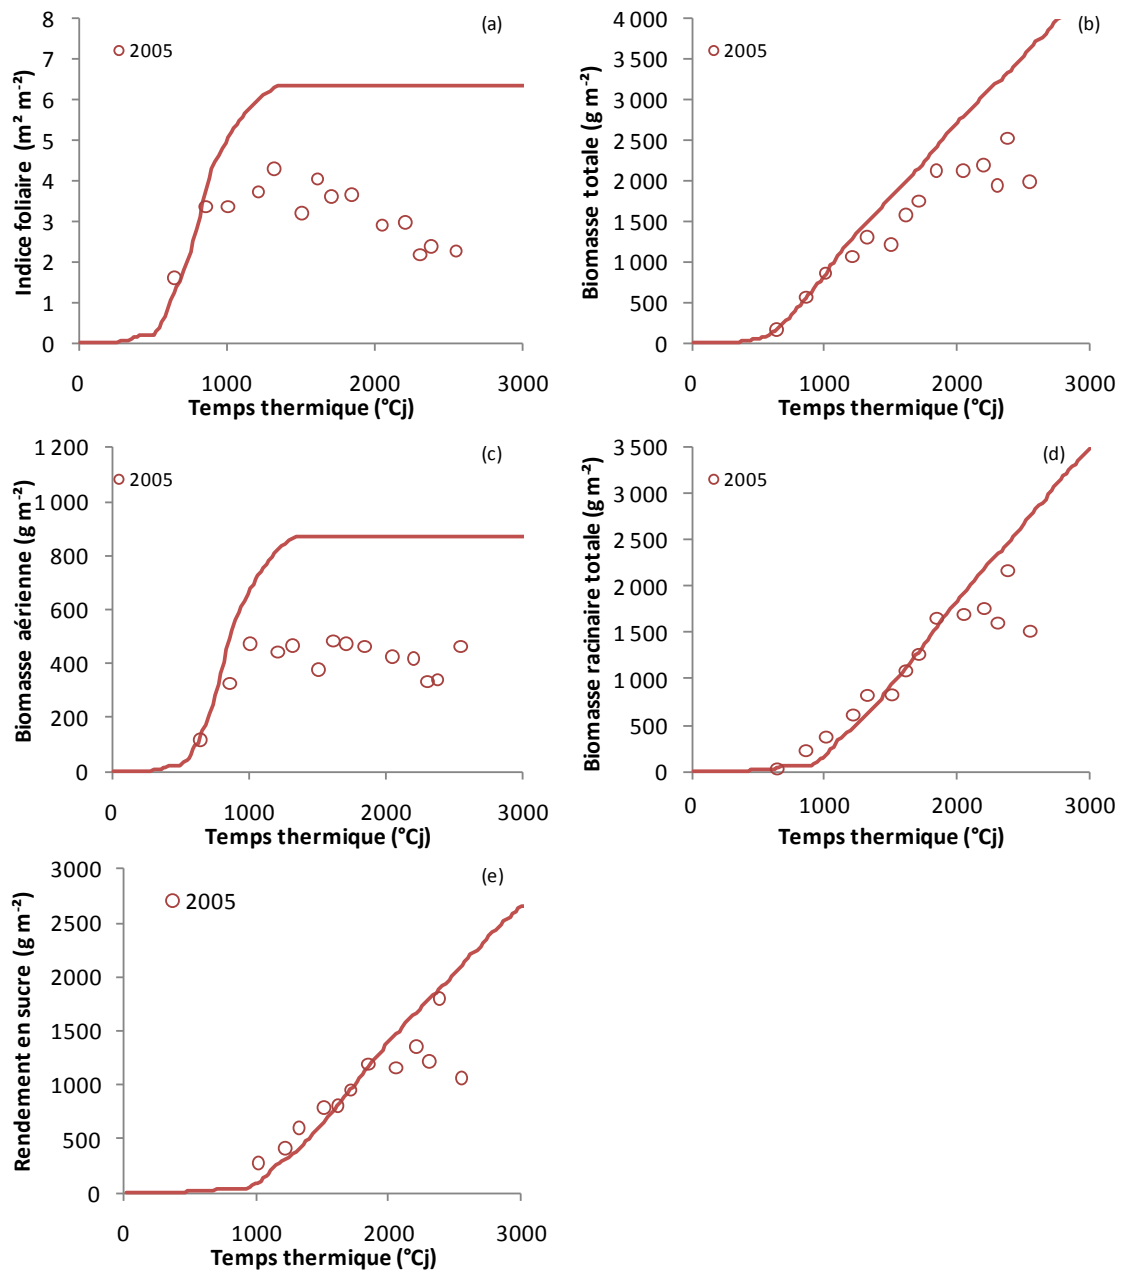 Indice foliaire (m² m⁻²)
8
7
6
5
4
3
2
1
0
2005
(a)
0 1000 2000 3000
Temps thermique (°Cj)
Biomasse totale (g m⁻²)
4 000
3 500
3 000
2 500
2 000
1 500
1 000
500
0
2005
(b)
0 1000 2000 3000
Temps thermique (°Cj)
Biomasse aérienne (g m⁻²)
1 200
1 000
800
600
400
200
0
2005
(c)
0 1000 2000 3000
Temps thermique (°Cj)
Biomasse racinaire totale (g m⁻²)
3 500
3 000
2 500
2 000
1 500
1 000
500
0
2005
(d)
0 1000 2000 3000
Temps thermique (°Cj)
Rendement en sucre (g m⁻²)
3000
2500
2000
1500
1000
500
0
2005
(e)
0 1000 2000 3000
Temps thermique (°Cj)